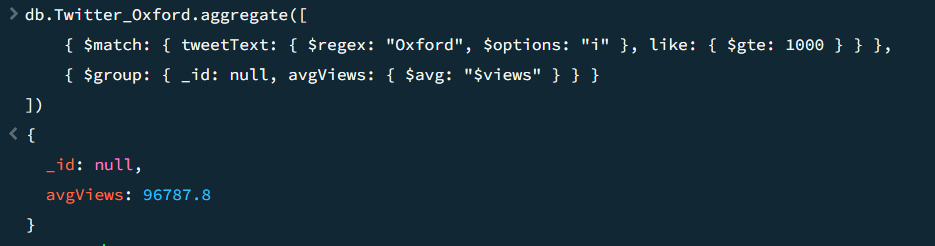 > db.Twitter_Oxford.aggregate([
{ $match: { tweetText: { $regex: "Oxford", $options: "i" }, like: { $gte: 1000 } } },
{ $group: { _id: null, avgViews: { $avg: "$views" } } }
])
< {
_id: null,
avgViews: 96787.8
}